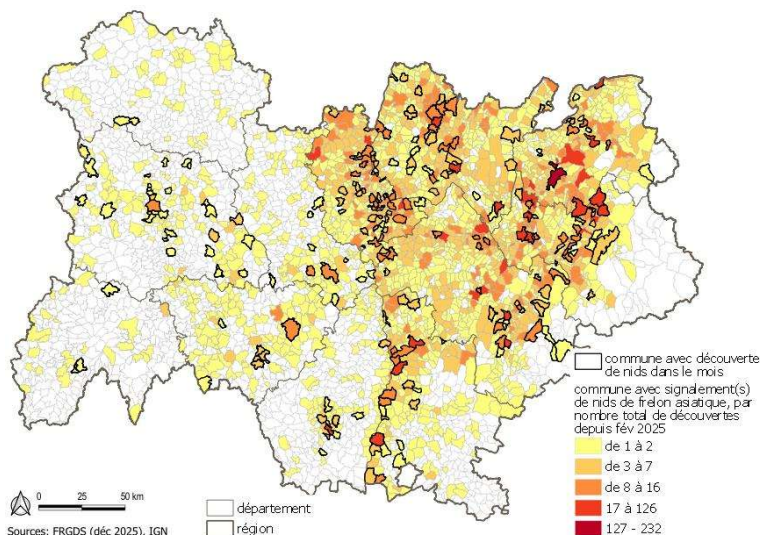 commune avec découverte
de nids dans le mois
commune avec signalement(s)
de nids de frelon asiatique, par
nombre total de découvertes
depuis fév 2025
de 1 à 2
de 3 à 7
de 8 à 16
17 à 126
127 - 232
0 25 50 km
département
région
Sources: FRGDS (déc 2025), IGN